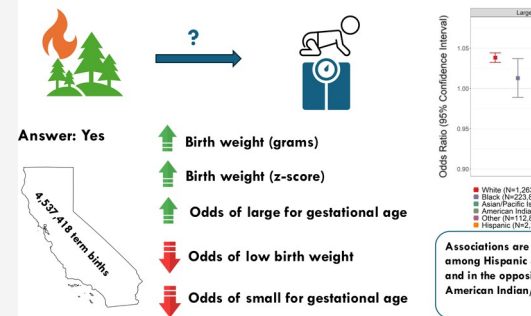 ?
Answer: Yes
4,537,418 term births
Birth weight (grams)
Birth weight (z-score)
Odds of large for gestational age
Odds of low birth weight
Odds of small for gestational age
Large
Odds Ratio (95% Confidence Interval)
1.05
1.00
0.95
0.90
White (N=1,26
Black (N=223,8
Asian/Pacific Is
American India
Other (N=112,8
Hispanic (N=2,
Associations are
among Hispanic
and in the opposi
American Indian/